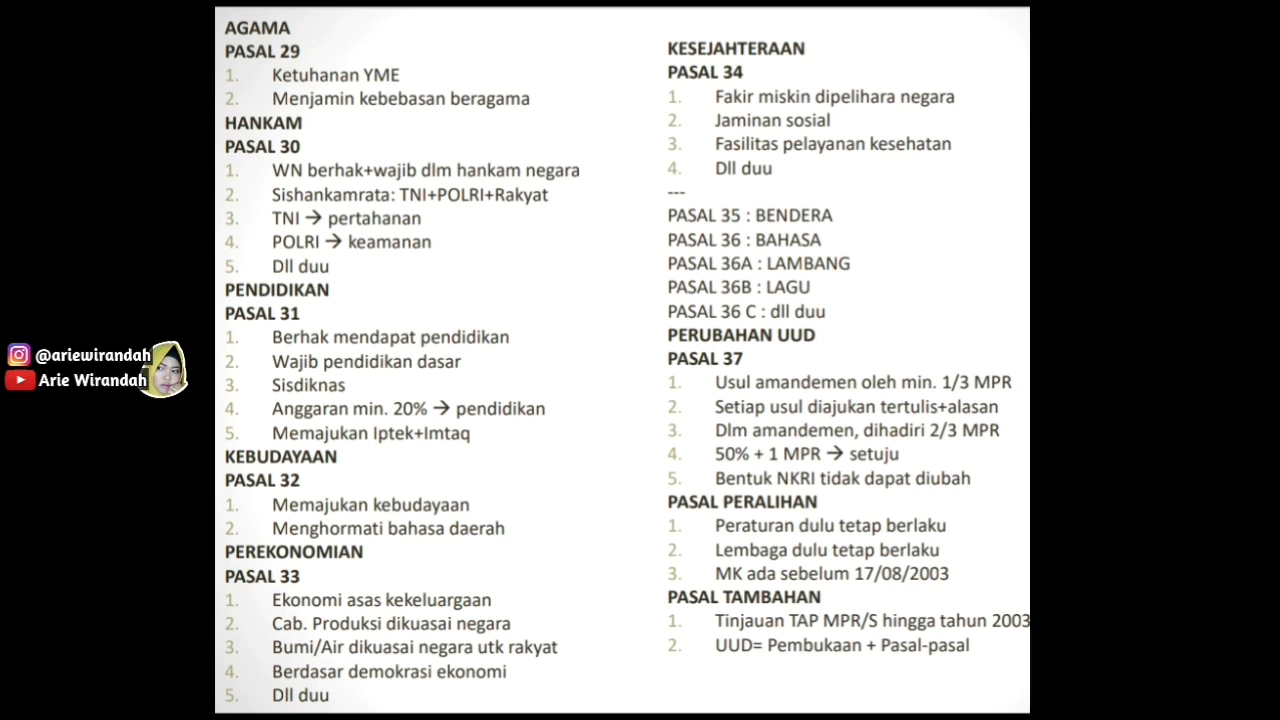 AGAMA
PASAL 29
1. Ketuhanan YME
2. Menjamin kebebasan beragama
HANKAM
PASAL 30
1. WN berhak+wajib dlm hankam negara
2. Sishankamrata: TNI+POLRI+Rakyat
3. TNI → pertahanan
4. POLRI → keamanan
5. Dll duu
PENDIDIKAN
PASAL 31
1. Berhak mendapat pendidikan
2. Wajib pendidikan dasar
3. Sisdiknas
4. Anggaran min. 20% → pendidikan
5. Memajukan Iptek+Imtaq
KEBUDAYAAN
PASAL 32
1. Memajukan kebudayaan
2. Menghormati bahasa daerah
PEREKONOMIAN
PASAL 33
1. Ekonomi asas kekeluargaan
2. Cab. Produksi dikuasai negara
3. Bumi/Air dikuasai negara utk rakyat
4. Berdasar demokrasi ekonomi
5. Dll duu
KESEJAHTERAAN
PASAL 34
1. Fakir miskin dipelihara negara
2. Jaminan sosial
3. Fasilitas pelayanan kesehatan
4. Dll duu
---
PASAL 35 : BENDERA
PASAL 36 : BAHASA
PASAL 36A : LAMBANG
PASAL 36B : LAGU
PASAL 36 C : dll duu
PERUBAHAN UUD
PASAL 37
1. Usul amandemen oleh min. 1/3 MPR
2. Setiap usul diajukan tertulis+alasan
3. Dlm amandemen, dihadiri 2/3 MPR
4. 50% + 1 MPR → setuju
5. Bentuk NKRI tidak dapat diubah
PASAL PERALIHAN
1. Peraturan dulu tetap berlaku
2. Lembaga dulu tetap berlaku
3. MK ada sebelum 17/08/2003
PASAL TAMBAHAN
1. Tinjauan TAP MPR/S hingga tahun 2003
2. UUD= Pembukaan + Pasal-pasal
@ariewirandah
Arie Wirandah